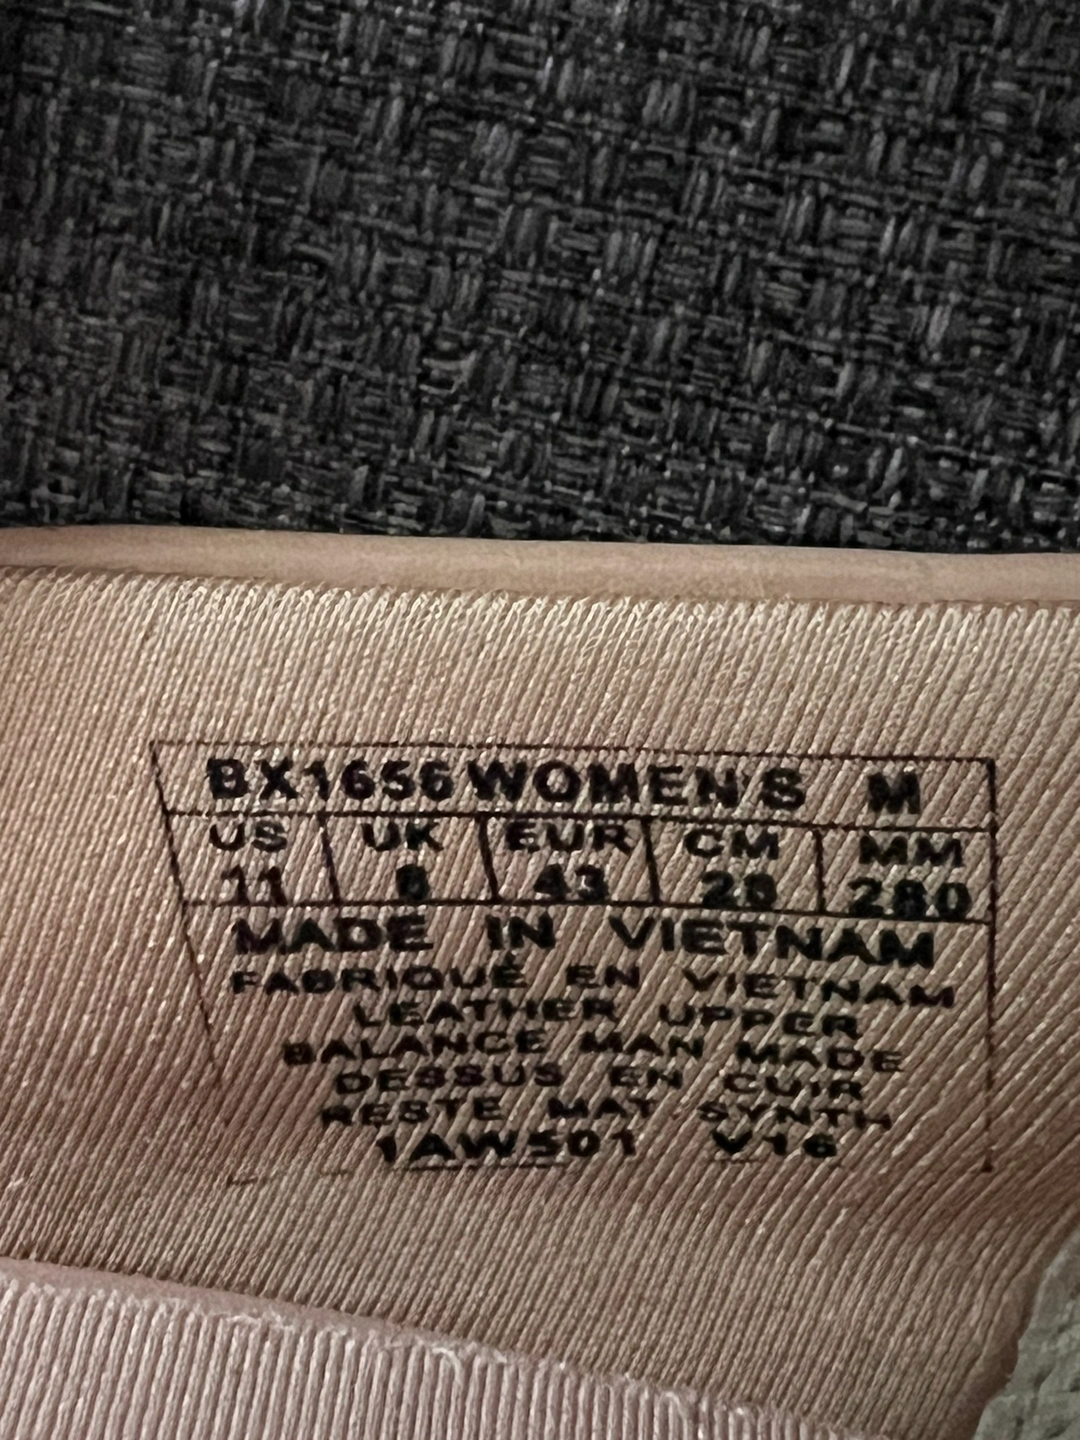 BX1656 WOMEN'S M
US UK EUR CM MM
11 43 28 280
MADE IN VIETNAM
FABRIQUÉ EN VIETNAM
LEATHER UPPER
BALANCE MAN MADE
DESSUS EN CUIR
RESTE MAT. SYNTH
1AW501 V16